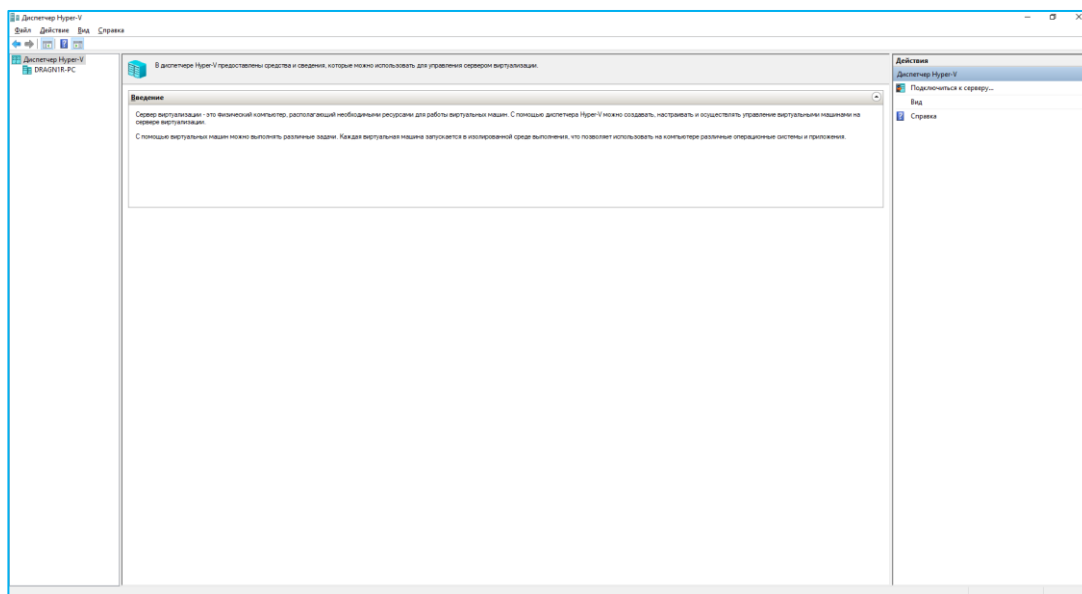 Диспетчер Hyper-V
Файл Действие Вид Справка
Диспетчер Hyper-V
DRAGN1R-PC
В диспетчере Hyper-V предоставлены средства и сведения, которые можно использовать для управления сервером виртуализации.
Введение
Сервер виртуализации - это физический компьютер, располагающий необходимыми ресурсами для работы виртуальных машин. С помощью диспетчера Hyper-V можно создавать, настраивать и осуществлять управление виртуальными машинами на
сервере виртуализации.
С помощью виртуальных машин можно выполнять различные задачи. Каждая виртуальная машина запускается в изолированной среде выполнения, что позволяет использовать на компьютере различные операционные системы и приложения.
Действия
Диспетчер Hyper-V
Подключиться к серверу...
Вид
Справка